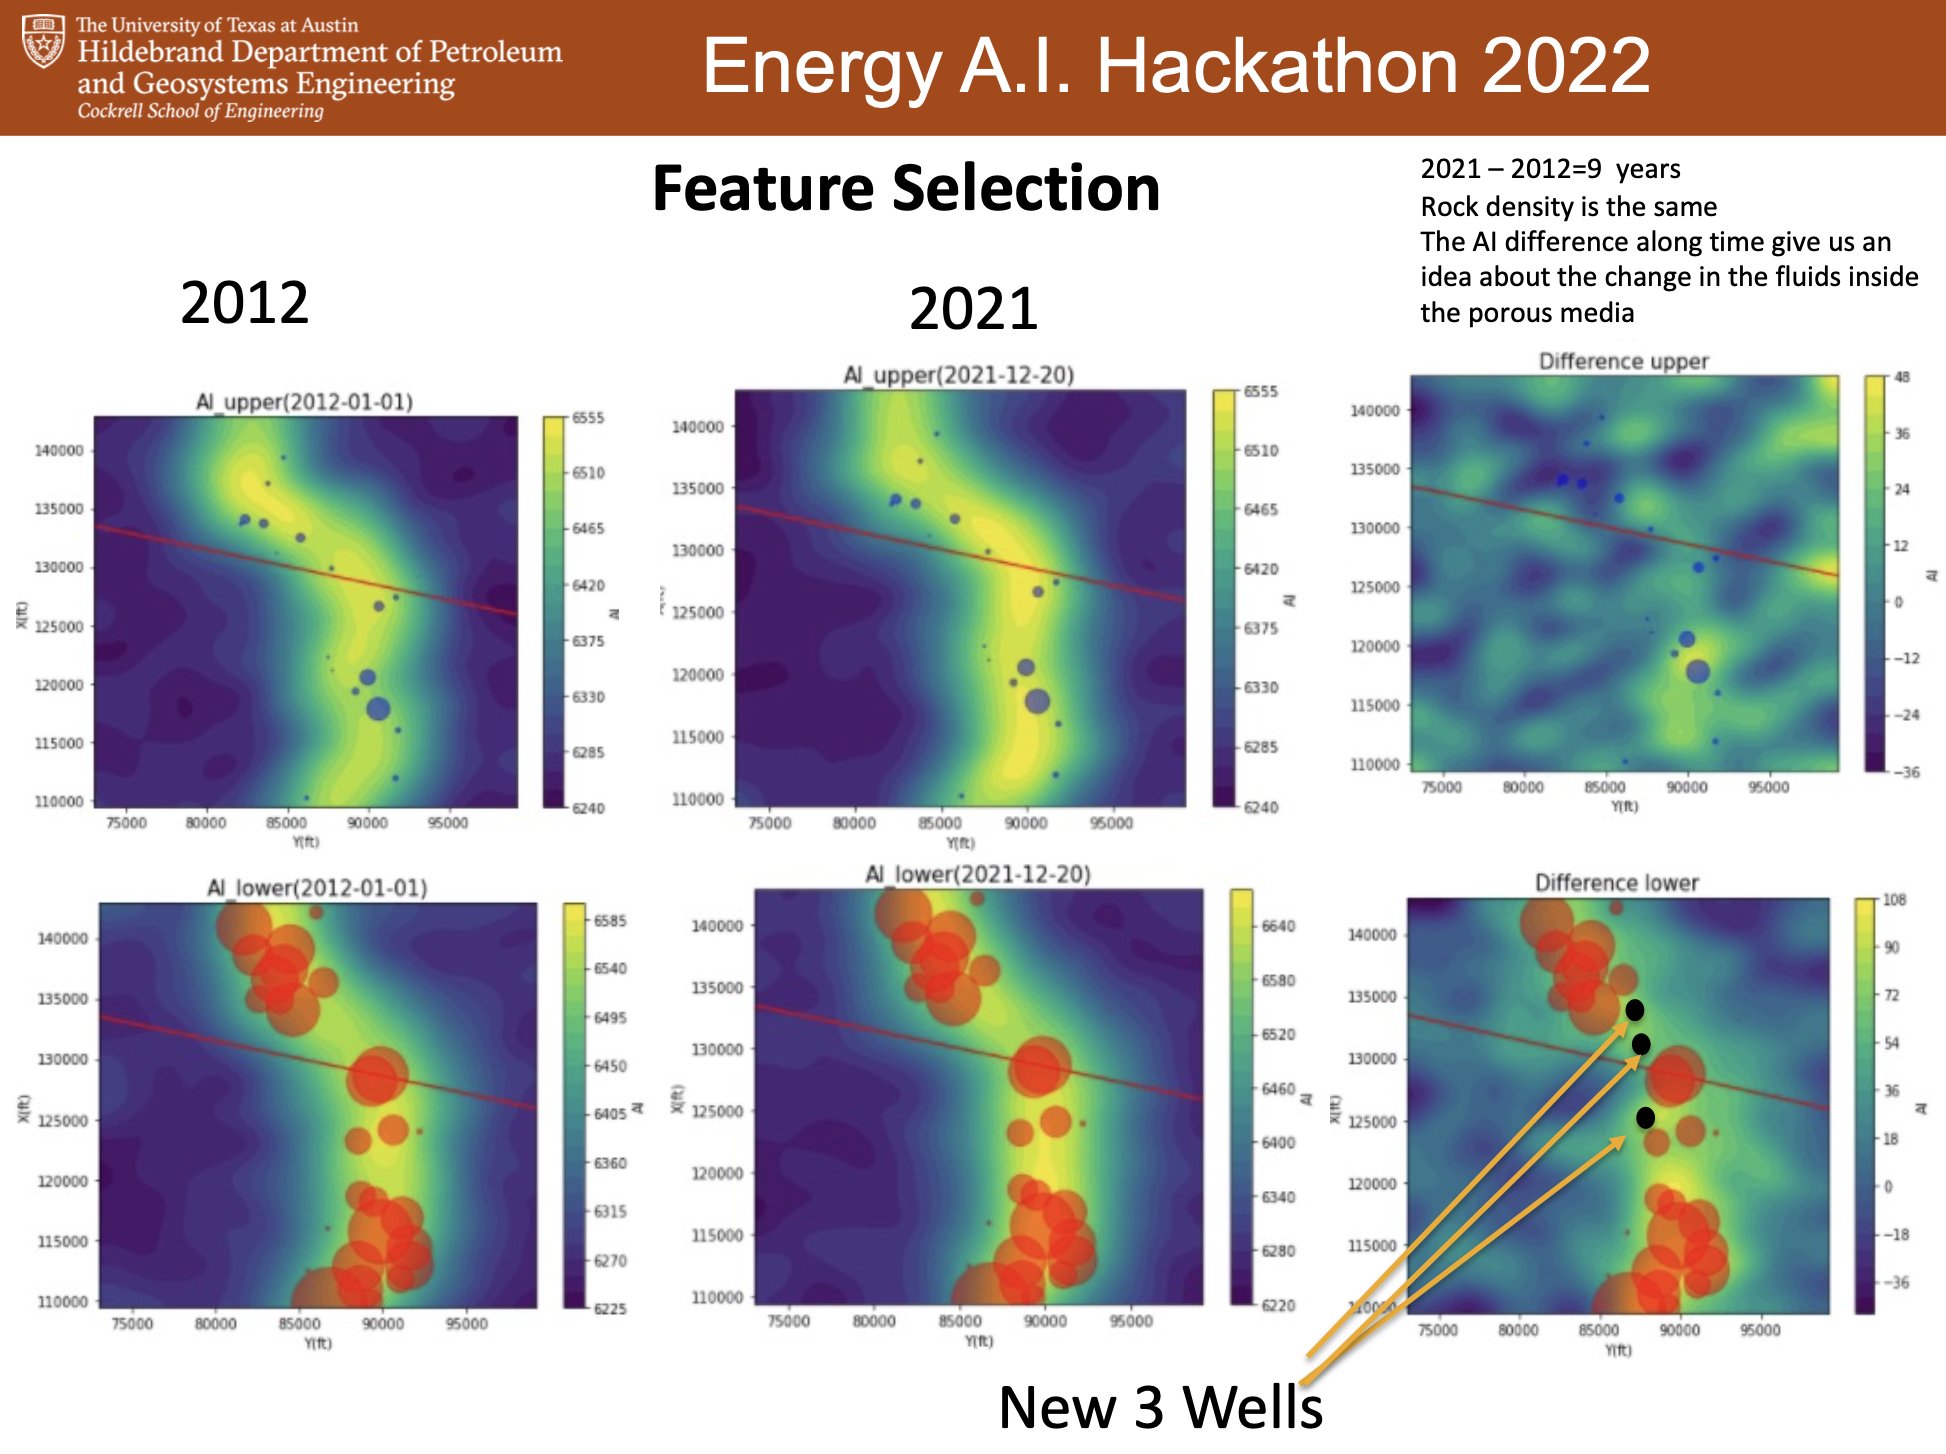 The University of Texas at Austin
Hildebrand Department of Petroleum
and Geosystems Engineering
Cockrell School of Engineering
Energy A.I. Hackathon 2022
Feature Selection
2021 – 2012=9 years
Rock density is the same
The AI difference along time give us an
idea about the change in the fluids inside
the porous media
2012
2021
AI_upper(2012-01-01)
140000
135000
130000
125000
120000
115000
110000
X(ft)
75000 80000 85000 90000 95000
Y(ft)
6555
6510
6465
6420
6375
6330
6285
6240
AI
AI_upper(2021-12-20)
140000
135000
130000
125000
120000
115000
110000
75000 80000 85000 90000 95000
Y(ft)
6555
6510
6465
6420
6375
6330
6285
6240
AI
Difference upper
140000
135000
130000
125000
120000
115000
110000
75000 80000 85000 90000 95000
Y(ft)
48
36
24
12
0
−12
−24
−36
AI
AI_lower(2012-01-01)
140000
135000
130000
125000
120000
115000
110000
X(ft)
75000 80000 85000 90000 95000
Y(ft)
6585
6540
6495
6450
6405
6360
6315
6270
6225
AI
AI_lower(2021-12-20)
140000
135000
130000
125000
120000
115000
110000
X(ft)
75000 80000 85000 90000 95000
Y(ft)
6640
6580
6520
6460
6400
6340
6280
6220
AI
Difference lower
140000
135000
130000
125000
120000
115000
110000
X(ft)
75000 80000 85000 90000 95000
Y(ft)
108
90
72
54
36
18
0
−18
−36
AI
New 3 Wells